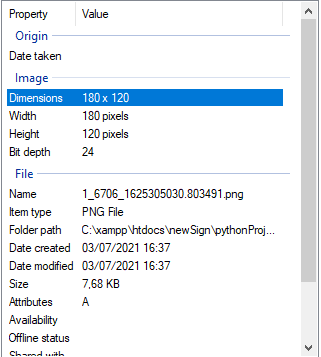 Property Value
Origin
Date taken
Image
Dimensions 180 x 120
Width 180 pixels
Height 120 pixels
Bit depth 24
File
Name 1_6706_1625305030.803491.png
Item type PNG File
Folder path C:\xampp\htdocs\newSign\pythonProj...
Date created 03/07/2021 16:37
Date modified 03/07/2021 16:37
Size 7,68 KB
Attributes A
Availability
Offline status
Shared with